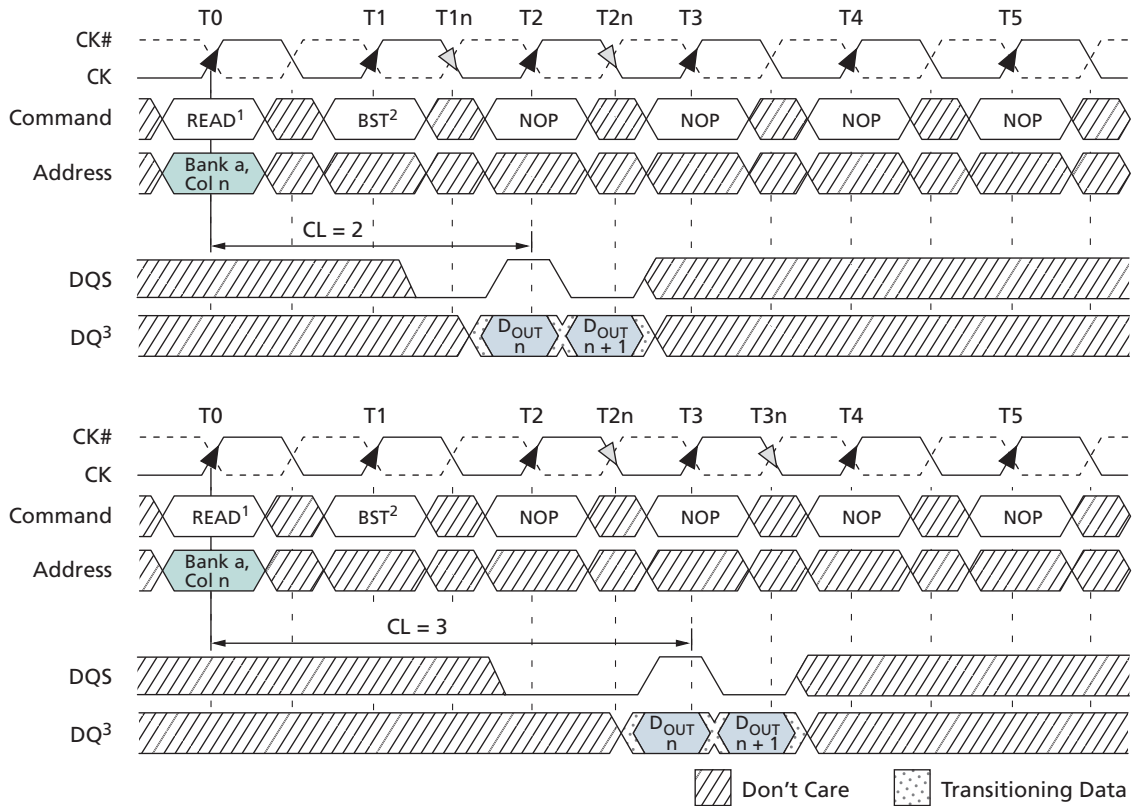 T0 T1 T1n T2 T2n T3 T4 T5
CK#
CK
Command READ¹ BST² NOP NOP NOP NOP
Address Bank a,
Col n
CL = 2
DQS
DQ³ DOUT n DOUT n + 1
T0 T1 T2 T2n T3 T3n T4 T5
CK#
CK
Command READ¹ BST² NOP NOP NOP NOP
Address Bank a,
Col n
CL = 3
DQS
DQ³ DOUT n DOUT n + 1
Don't Care Transitioning Data